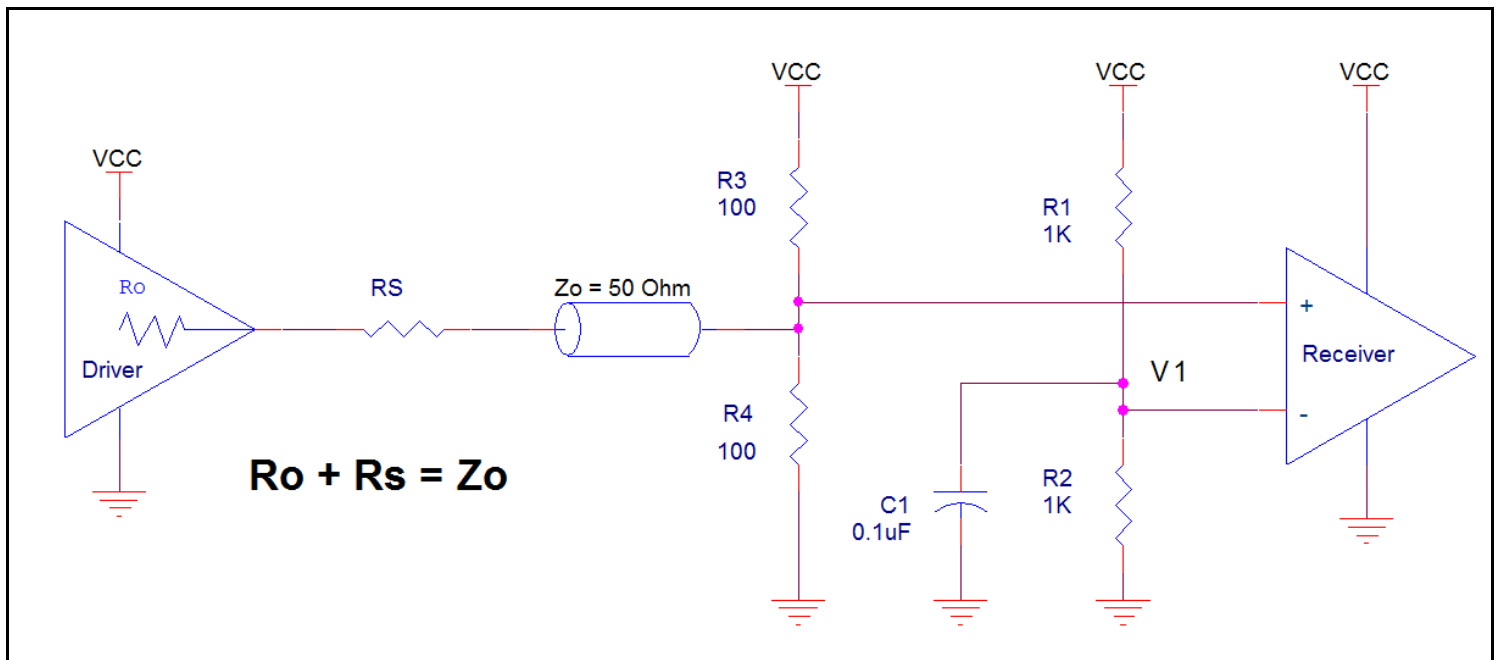 VCC
VCC
VCC
VCC
R3
100
R1
1K
Ro
RS
Zo = 50 Ohm
+
Driver
Receiver
V1
R4
100
-
Ro + Rs = Zo
C1
0.1uF
R2
1K